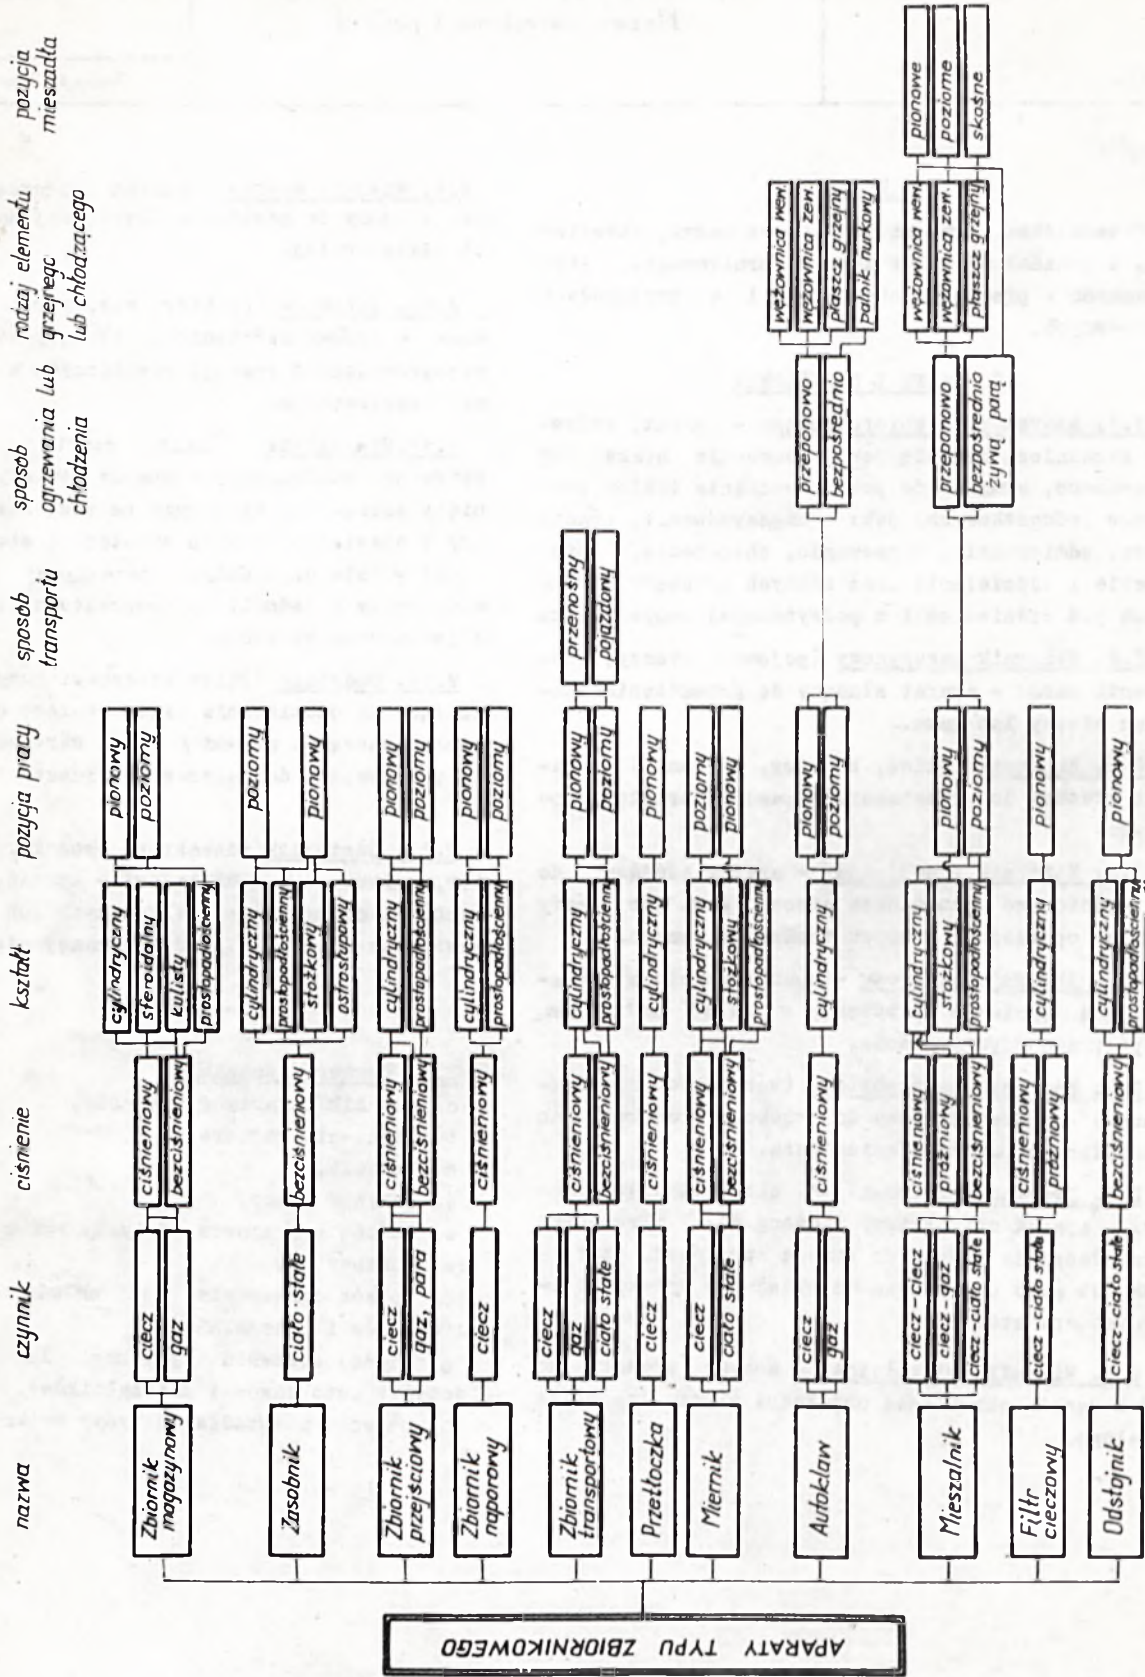 APARATY TYPU ZBIORNIKOWEGO
nazwa
czynnik
ciśnienie
kształt
pozycja pracy
sposób
transportu
sposób
ogrzewania lub
chłodzenia
rodzaj elementu
grzejnego
lub chłodzącego
pozycja
mieszadła
Zbiornik
magazynowy
ciecz
gaz
ciśnieniowy
bezciśnieniowy
cylindryczny
sferoidalny
kulisty
prostopadłościenny
pionowy
poziomy
Zasobnik
ciało stałe
bezciśnieniowy
cylindryczny
prostopadłościenny
stożkowy
ostrosłupowy
poziomy
pionowy
Zbiornik
przejściowy
ciecz
gaz, para
ciśnieniowy
bezciśnieniowy
cylindryczny
prostopadłościenny
pionowy
poziomy
Zbiornik
naporowy
ciecz
ciśnieniowy
cylindryczny
prostopadłościenny
pionowy
poziomy
Zbiornik
transportowy
ciecz
gaz
ciało stałe
ciśnieniowy
bezciśnieniowy
cylindryczny
prostopadłościenny
pionowy
poziomy
przenośny
pojazdowy
Przetłoczka
ciecz
ciśnieniowy
cylindryczny
pionowy
Miernik
ciecz
ciało stałe
ciśnieniowy
bezciśnieniowy
cylindryczny
stożkowy
prostopadłościenny
poziomy
pionowy
Autoklaw
ciecz
gaz
ciśnieniowy
cylindryczny
pionowy
poziomy
przeponowo
bezpośrednio
wężownica wew.
wężownica zew.
płaszcz grzejny
palnik nurkowy
Mieszalnik
ciecz - ciecz
ciecz - gaz
ciecz - ciało stałe
ciśnieniowy
próżniowy
bezciśnieniowy
cylindryczny
stożkowy
prostopadłościenny
pionowy
poziomy
przeponowo
bezpośrednio
żywą parą
wężownica wew.
wężownica zew.
płaszcz grzejny
pionowe
poziome
skośne
Filtr
cieczowy
ciecz - ciało stałe
ciśnieniowy
próżniowy
cylindryczny
pionowy
Odstojnik
ciecz-ciało stałe
bezciśnieniowy
cylindryczny
prostopadłościenny
pionowy